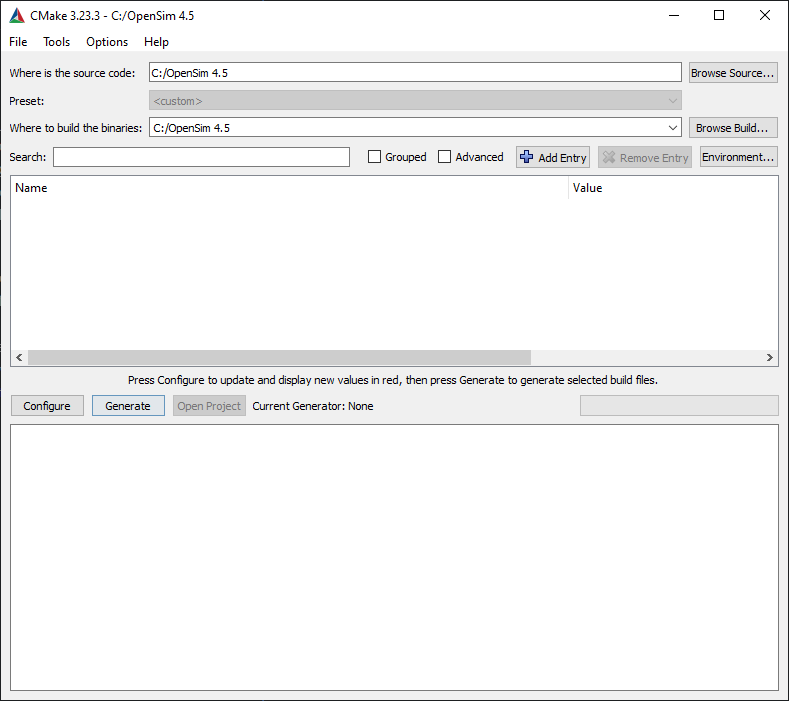 CMake 3.23.3 - C:/OpenSim 4.5
File Tools Options Help
Where is the source code: C:/OpenSim 4.5 Browse Source...
Preset: <custom>
Where to build the binaries: C:/OpenSim 4.5 Browse Build...
Search: Grouped Advanced Add Entry Remove Entry Environment...
Name Value
Press Configure to update and display new values in red, then press Generate to generate selected build files.
Configure Generate Open Project Current Generator: None